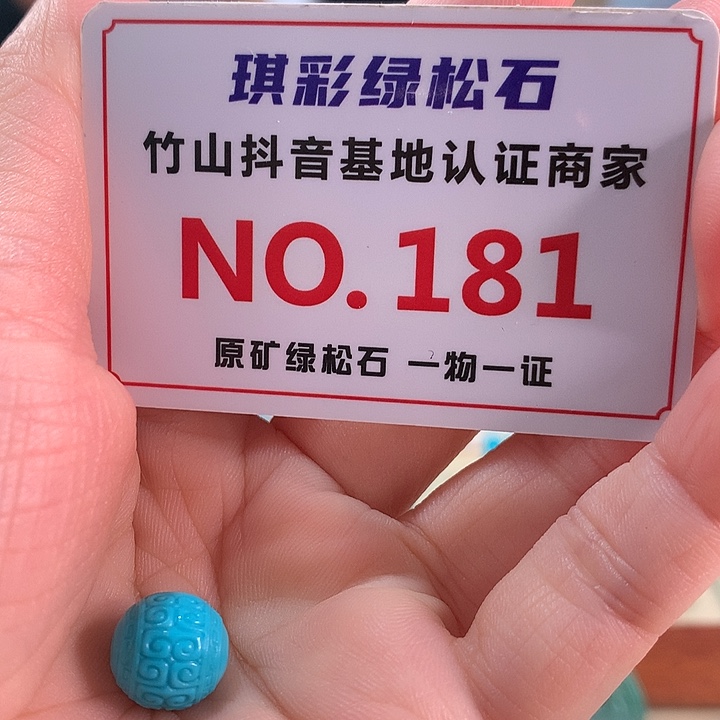 琪彩绿松石
竹山抖音基地认证商家
NO.181
原矿绿松石 一物一证